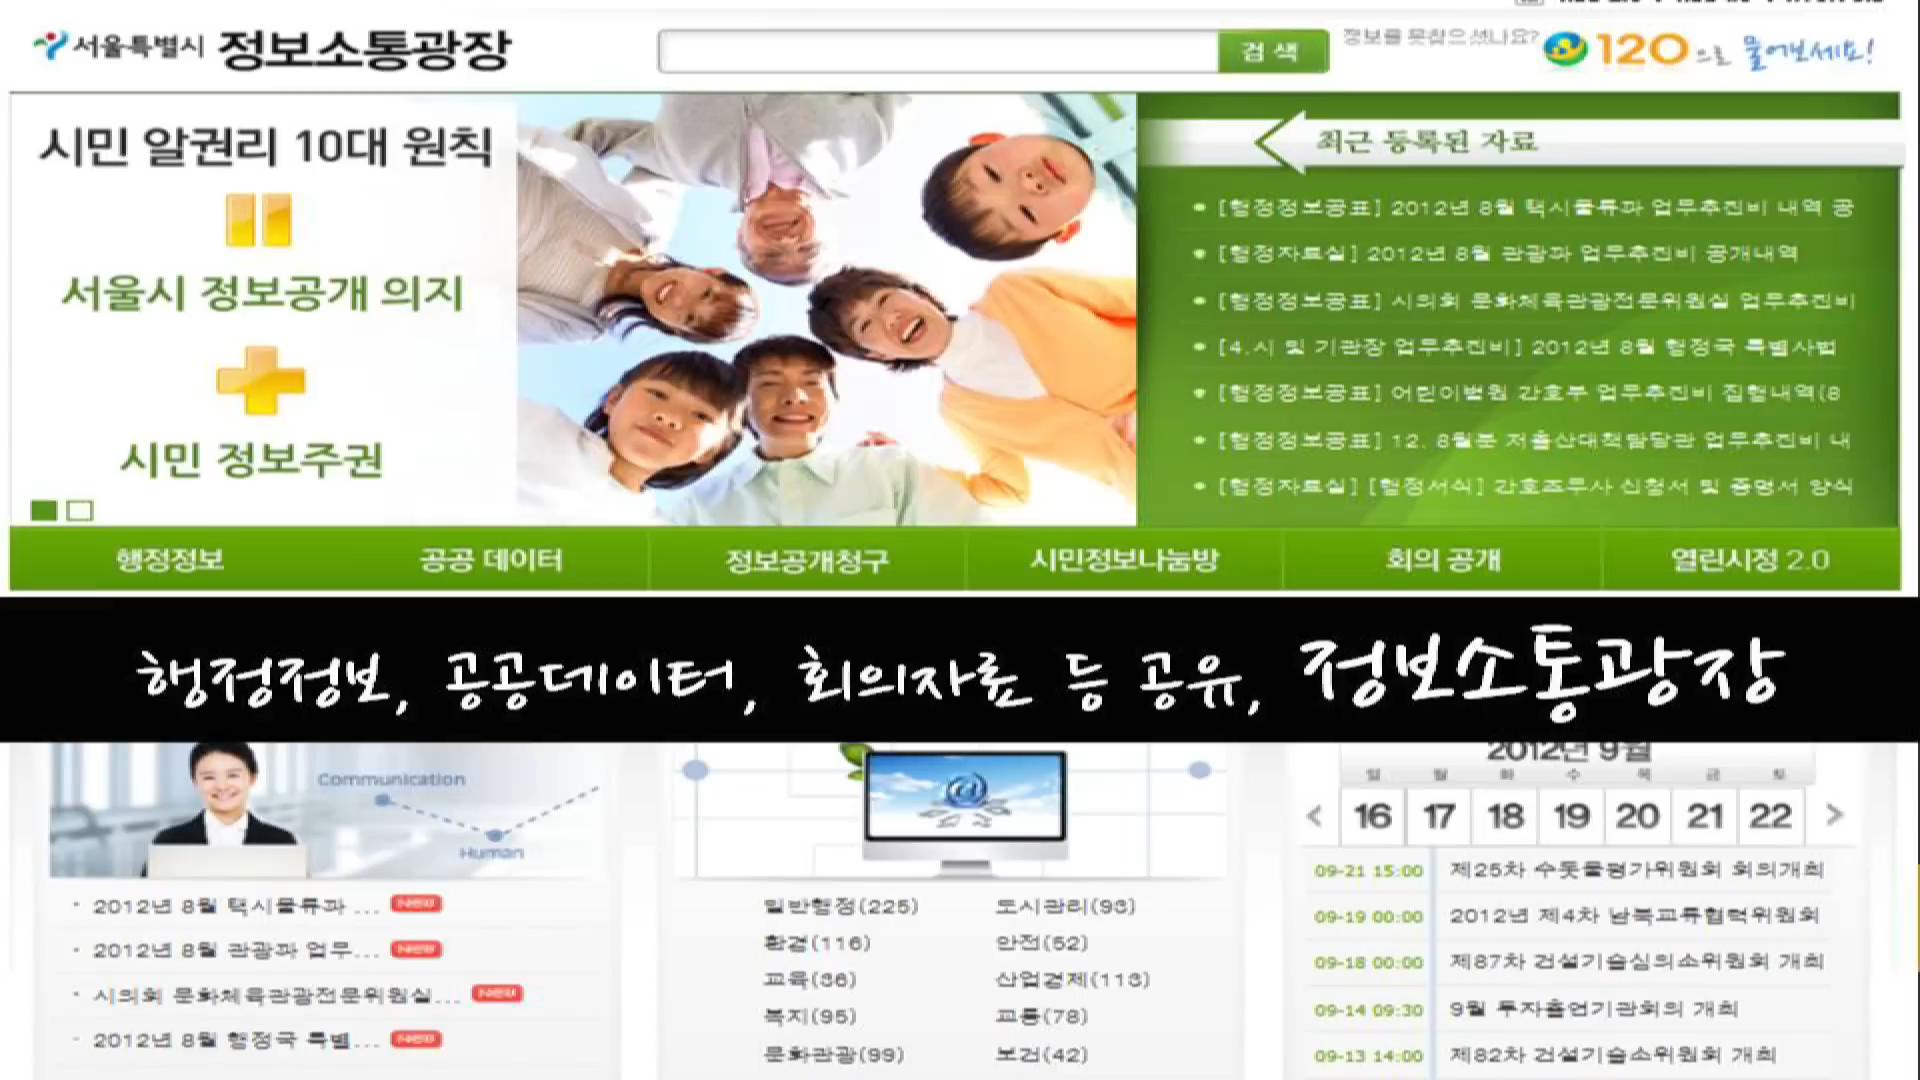 서울특별시 정보소통광장
검색
정보를 못찾으셨나요?
120으로 물어보세요!
시민 알권리 10대 원칙
서울시 정보공개 의지
시민 정보주권
최근 등록된 자료
[행정정보공표] 2012년 8월 택시물류과 업무추진비 내역 공
[행정자료실] 2012년 8월 관광과 업무추진비 공개내역
[행정정보공표] 시의회 문화체육관광전문위원실 업무추진비
[4.시 및 기관장 업무추진비] 2012년 8월 행정국 특별사법
[행정정보공표] 어린이병원 간호부 업무추진비 집행내역(8
[행정정보공표] 12. 8월분 저출산대책담당관 업무추진비 내
[행정자료실] [행정서식] 간호조무사 신청서 및 증명서 양식
행정정보 공공 데이터 정보공개청구 시민정보나눔방 회의 공개 열린시정 2.0
행정정보, 공공데이터, 회의자료 등 공유, 정보소통광장
Communication
Human
2012년 8월 택시물류과 ... New
2012년 8월 관광과 업무... New
시의회 문화체육관광전문위원실... New
2012년 8월 행정국 특별... New
일반행정(225) 도시관리(93)
환경(116) 안전(52)
교육(36) 산업경제(113)
복지(95) 교통(78)
문화관광(99) 보건(42)
2012년 9월
일 월 화 수 목 금 토
< 16 17 18 19 20 21 22 >
09-21 15:00 제25차 수돗물평가위원회 회의개최
09-19 00:00 2012년 제4차 남북교류협력위원회
09-18 00:00 제87차 건설기술심의소위원회 개최
09-14 09:30 9월 투자출연기관회의 개최
09-13 14:00 제82차 건설기술소위원회 개최